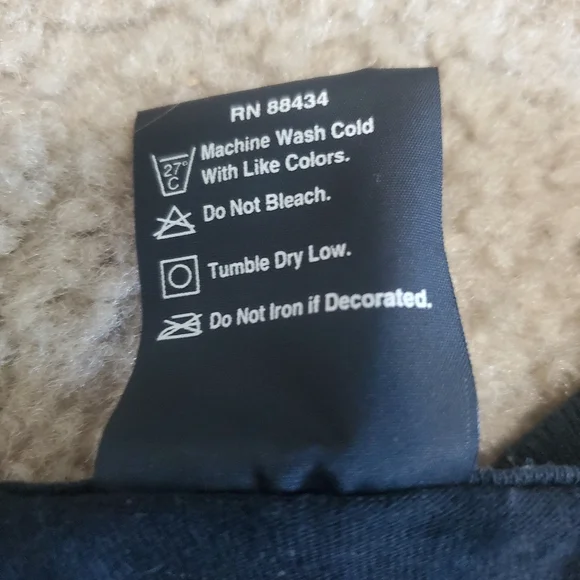 RN 88434
27°
C
Machine Wash Cold
With Like Colors.
Do Not Bleach.
Tumble Dry Low.
Do Not Iron if Decorated.